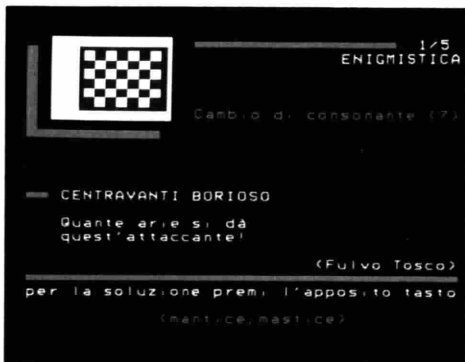 1/5
ENIGMISTICA
Cambio di consonante (7)
CENTRAVANTI BORIOSO
Quante arie si dà
quest'attaccante!
(Fulvo Tosco)
per la soluzione premi l'apposito tasto
(mantice/mastice)